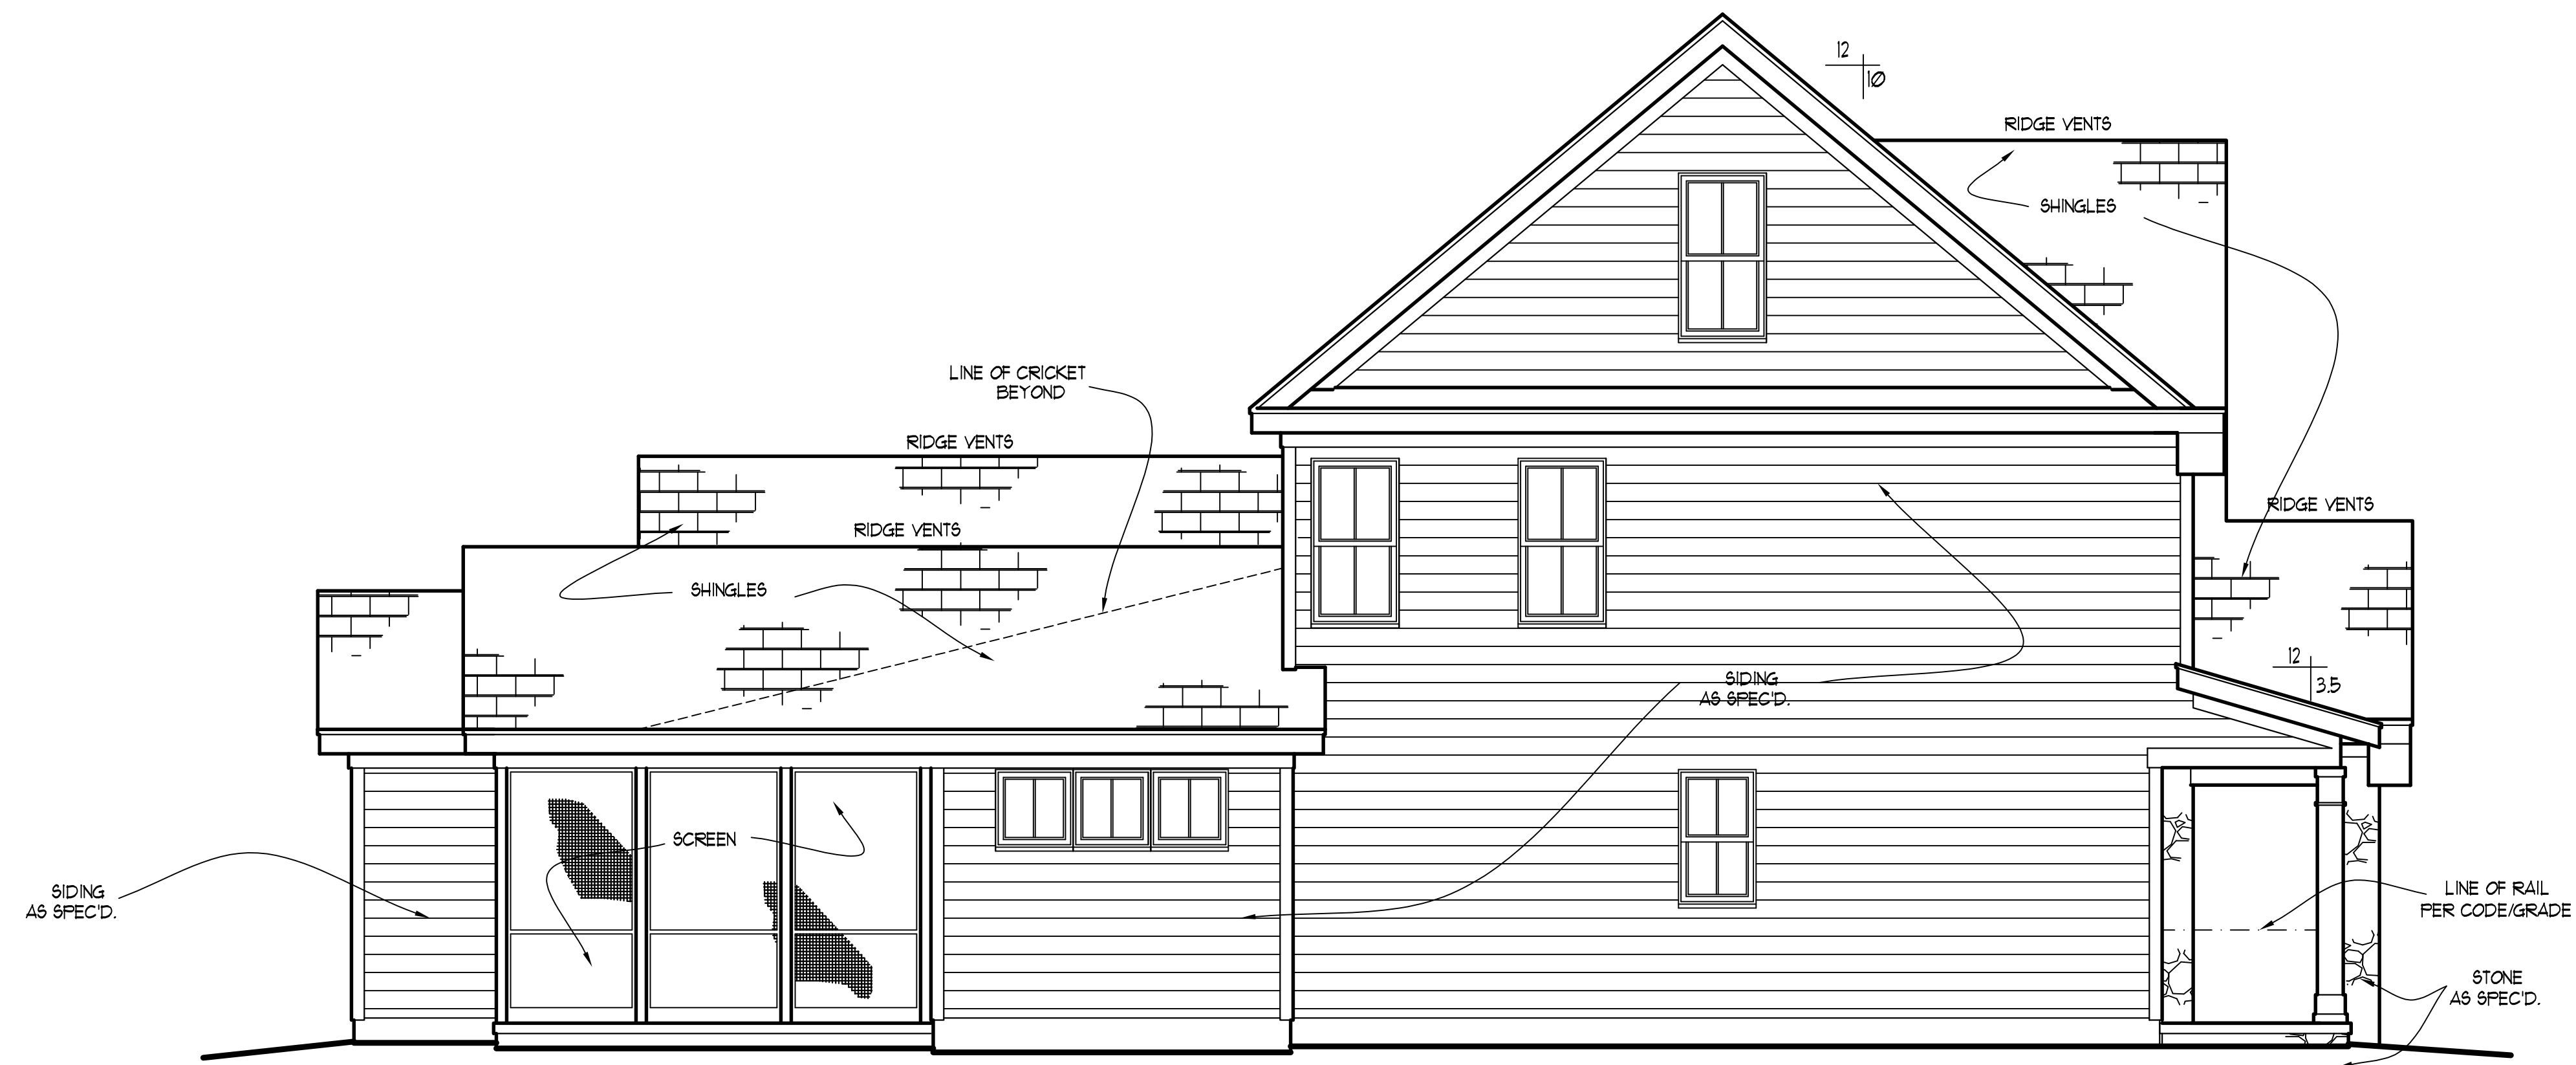 12
10
RIDGE VENTS
SHINGLES
LINE OF CRICKET
BEYOND
RIDGE VENTS
RIDGE VENTS
RIDGE VENTS
SHINGLES
12
3.5
SIDING
AS SPEC'D.
SCREEN
SIDING
AS SPEC'D.
LINE OF RAIL
PER CODE/GRADE
STONE
AS SPEC'D.